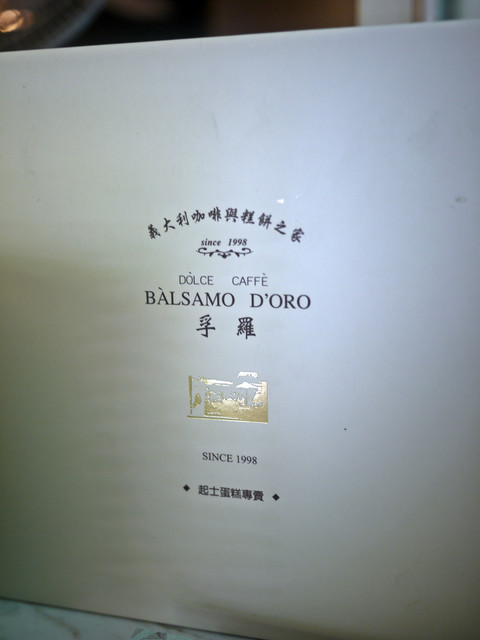 義大利咖啡與糕餅之家
since 1998
DÒLCE CAFFÈ
BÀLSAMO D'ORO
孚羅
SINCE 1998
◆ 起士蛋糕專賣 ◆